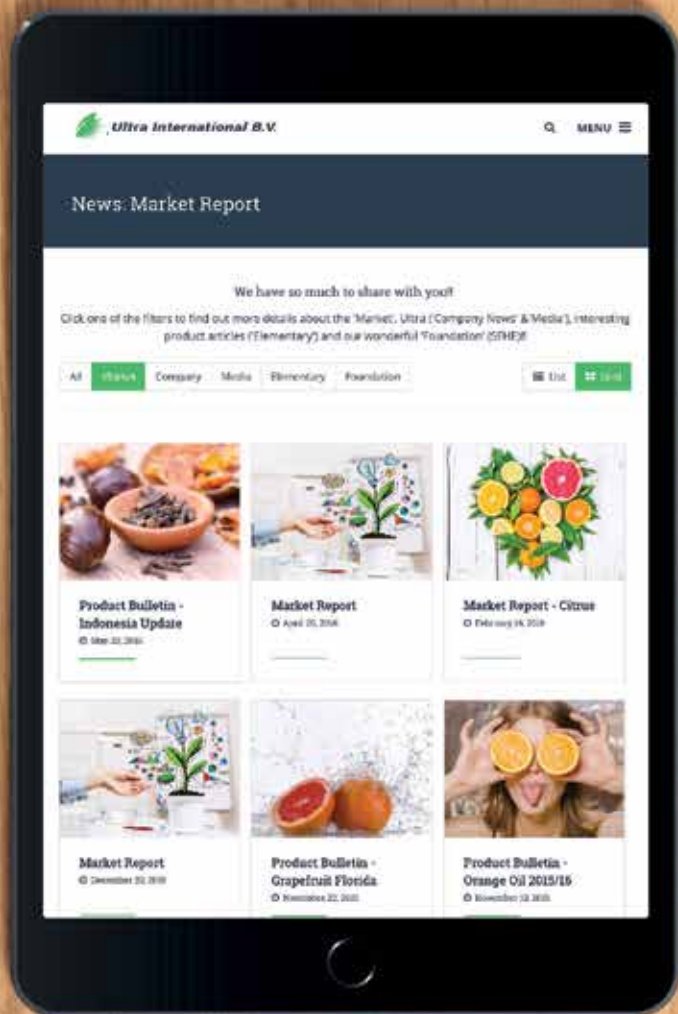 Ultra International B.V.
MENU
News: Market Report
We have so much to share with you!!
Click one of the filters to find out more details about the 'Market', Ultra ('Company News' & Media'), interesting
product articles ('Elementary') and our wonderful 'Foundation' (SFHE)!!
All Market Company Media Elementary Foundation List Grid
Product Bulletin -
Indonesia Update
Market Report
Market Report - Citrus
Market Report
Product Bulletin -
Grapefruit Florida
Product Bulletin -
Orange Oil 2015/16